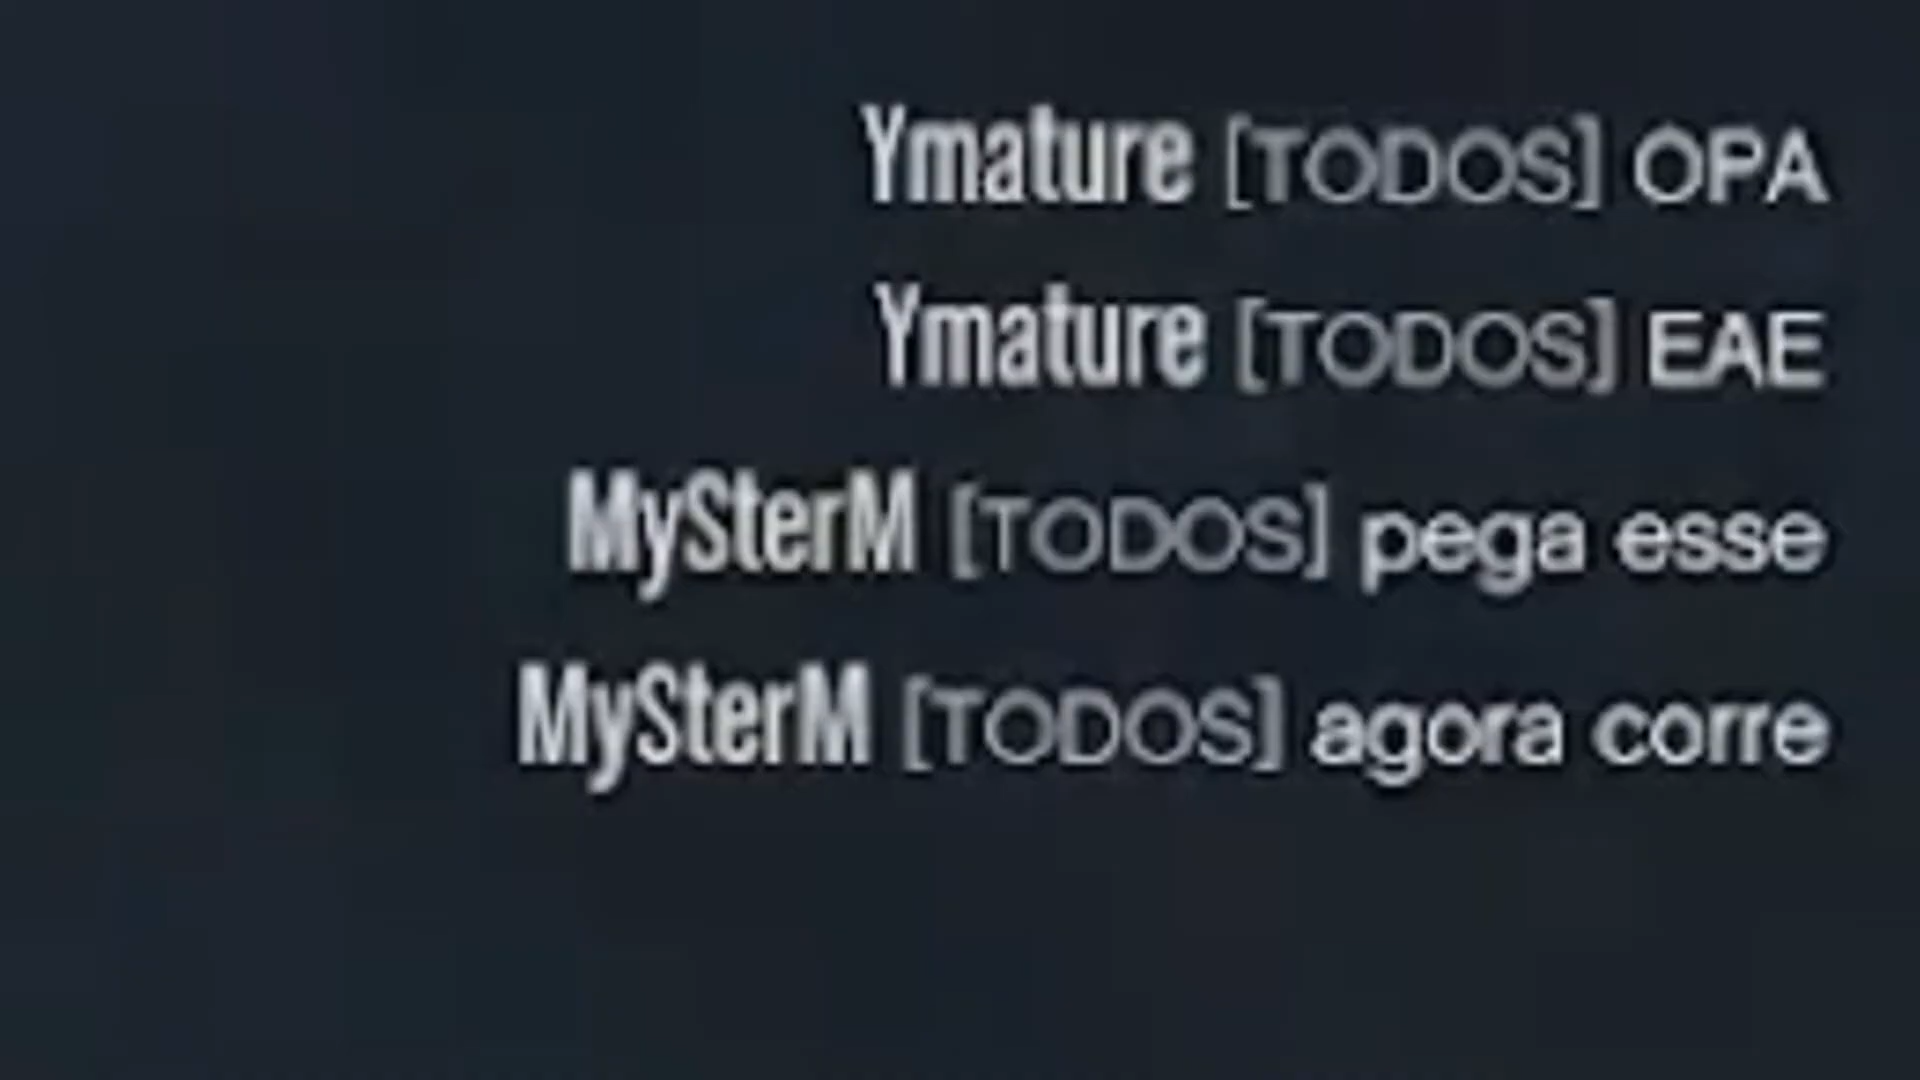 Ymature [TODOS] OPA
Ymature [TODOS] EAE
MySterM [TODOS] pega esse
MySterM [TODOS] agora corre